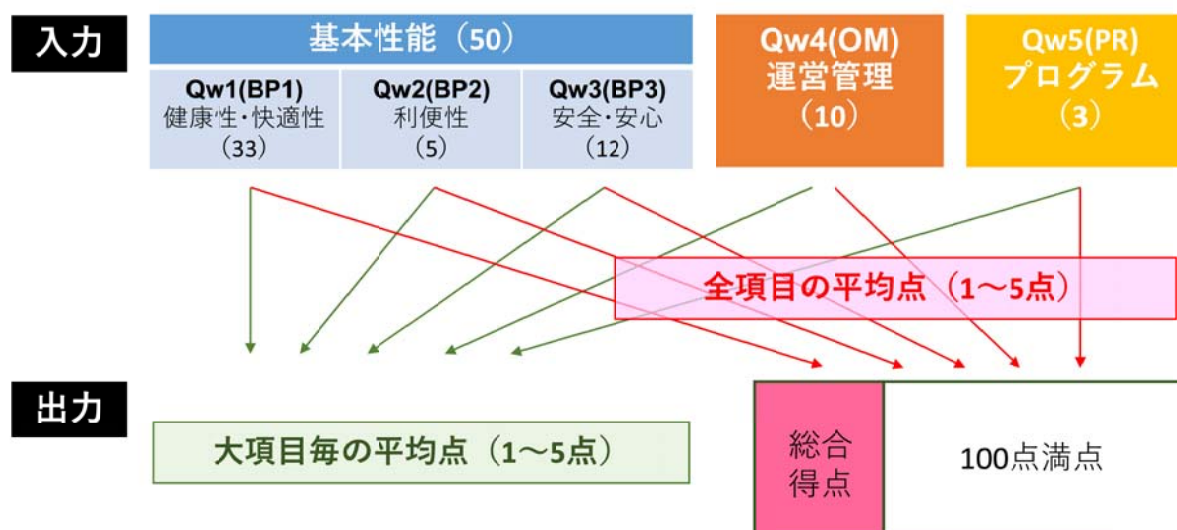 入力
基本性能（50）
Qw1(BP1)
健康性・快適性
（33）
Qw2(BP2)
利便性
（5）
Qw3(BP3)
安全・安心
（12）
Qw4(OM)
運営管理
（10）
Qw5(PR)
プログラム
（3）
全項目の平均点（1～5点）
出力
大項目毎の平均点（1～5点）
総合
得点
100点満点